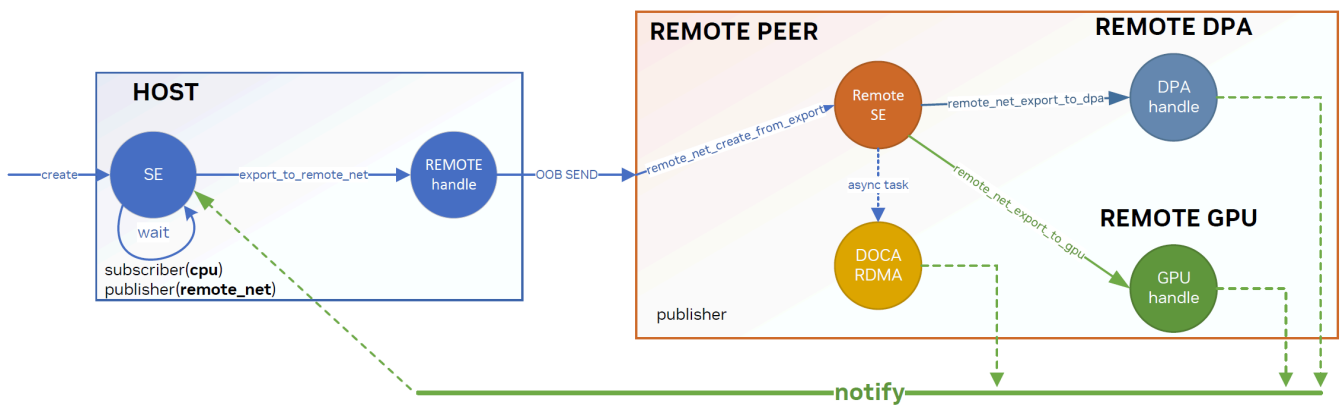 HOST
create
SE
export_to_remote_net
REMOTE
handle
wait
subscriber(cpu)
publisher(remote_net)
OOB SEND
REMOTE PEER
remote_net_create_from_export
Remote
SE
async task
DOCA
RDMA
publisher
remote_net_export_to_dpa
REMOTE DPA
DPA
handle
remote_net_export_to_gpu
REMOTE GPU
GPU
handle
notify